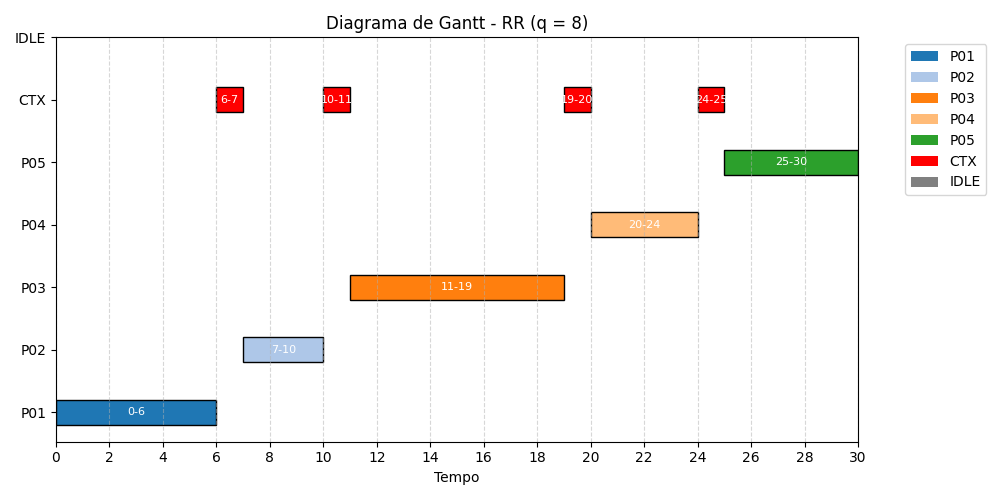 Diagrama de Gantt - RR (q = 8)
IDLE
CTX
6-7
10-11
19-20
24-25
P05
25-30
P04
20-24
P03
11-19
P02
7-10
P01
0-6
0 2 4 6 8 10 12 14 16 18 20 22 24 26 28 30
Tempo
P01
P02
P03
P04
P05
CTX
IDLE